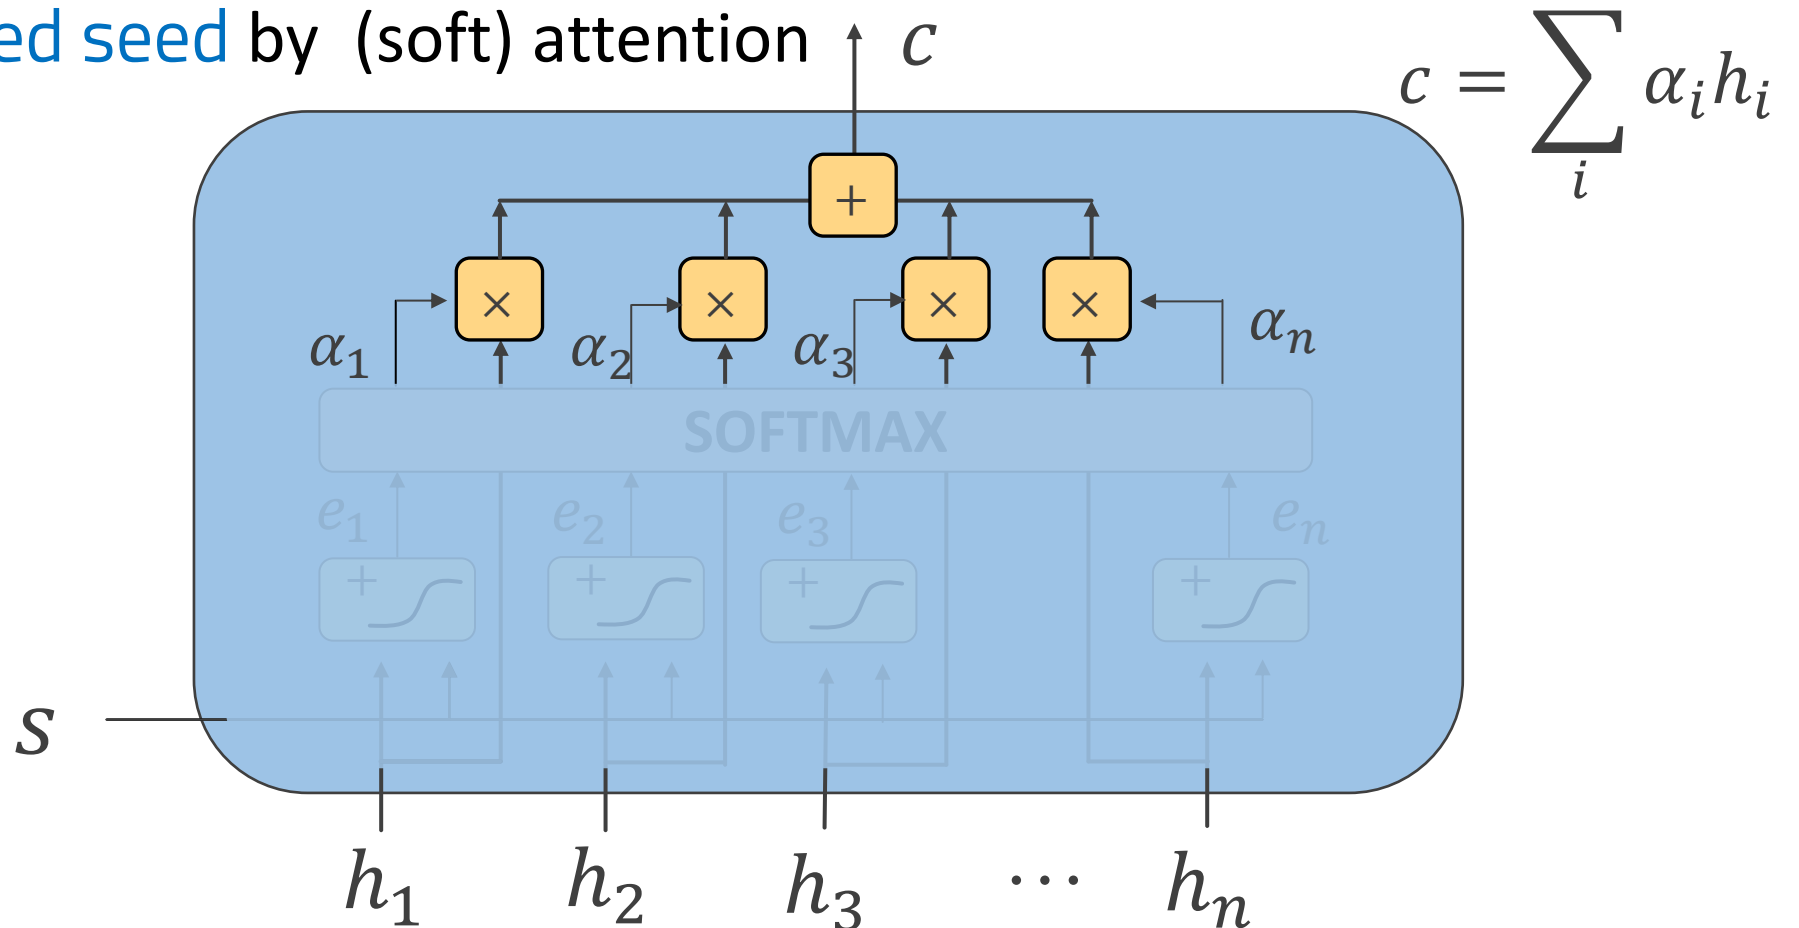 ed seed by (soft) attention
c
c = ∑ αᵢhᵢ
i
+
× × × ×
α₁ α₂ α₃ αₙ
SOFTMAX
e₁ e₂ e₃ eₙ
+ + + +
s
h₁ h₂ h₃ ⋯ hₙ